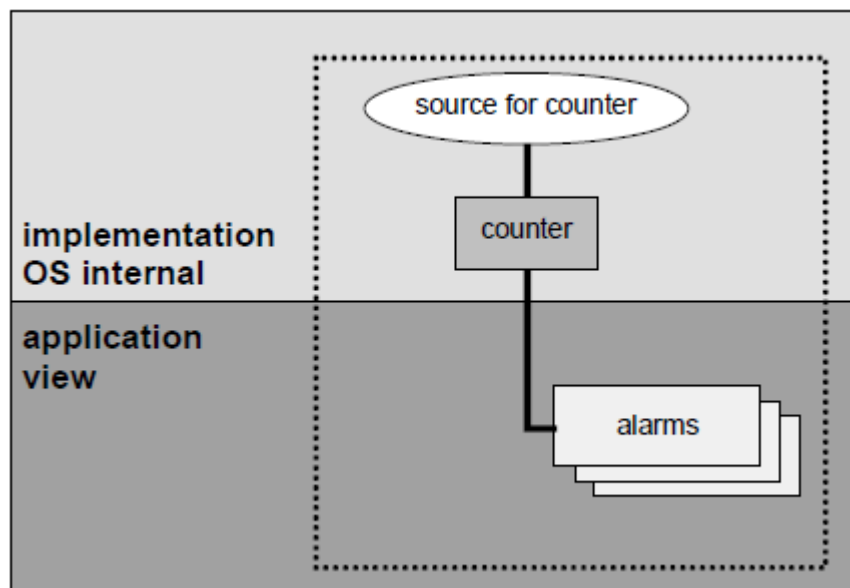 source for counter
counter
implementation
OS internal
application
view
alarms